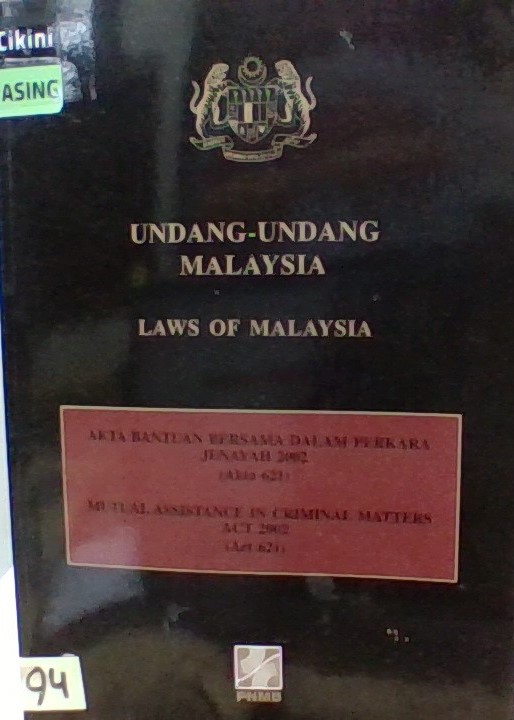 Cikini
ASING
UNDANG-UNDANG
MALAYSIA
LAWS OF MALAYSIA
AKTA BANTUAN BERSAMA DALAM PERKARA
JENAYAH 2002
(Akta 621)
MUTUAL ASSISTANCE IN CRIMINAL MATTERS
ACT 2002
(Act 621)
94
PNMB